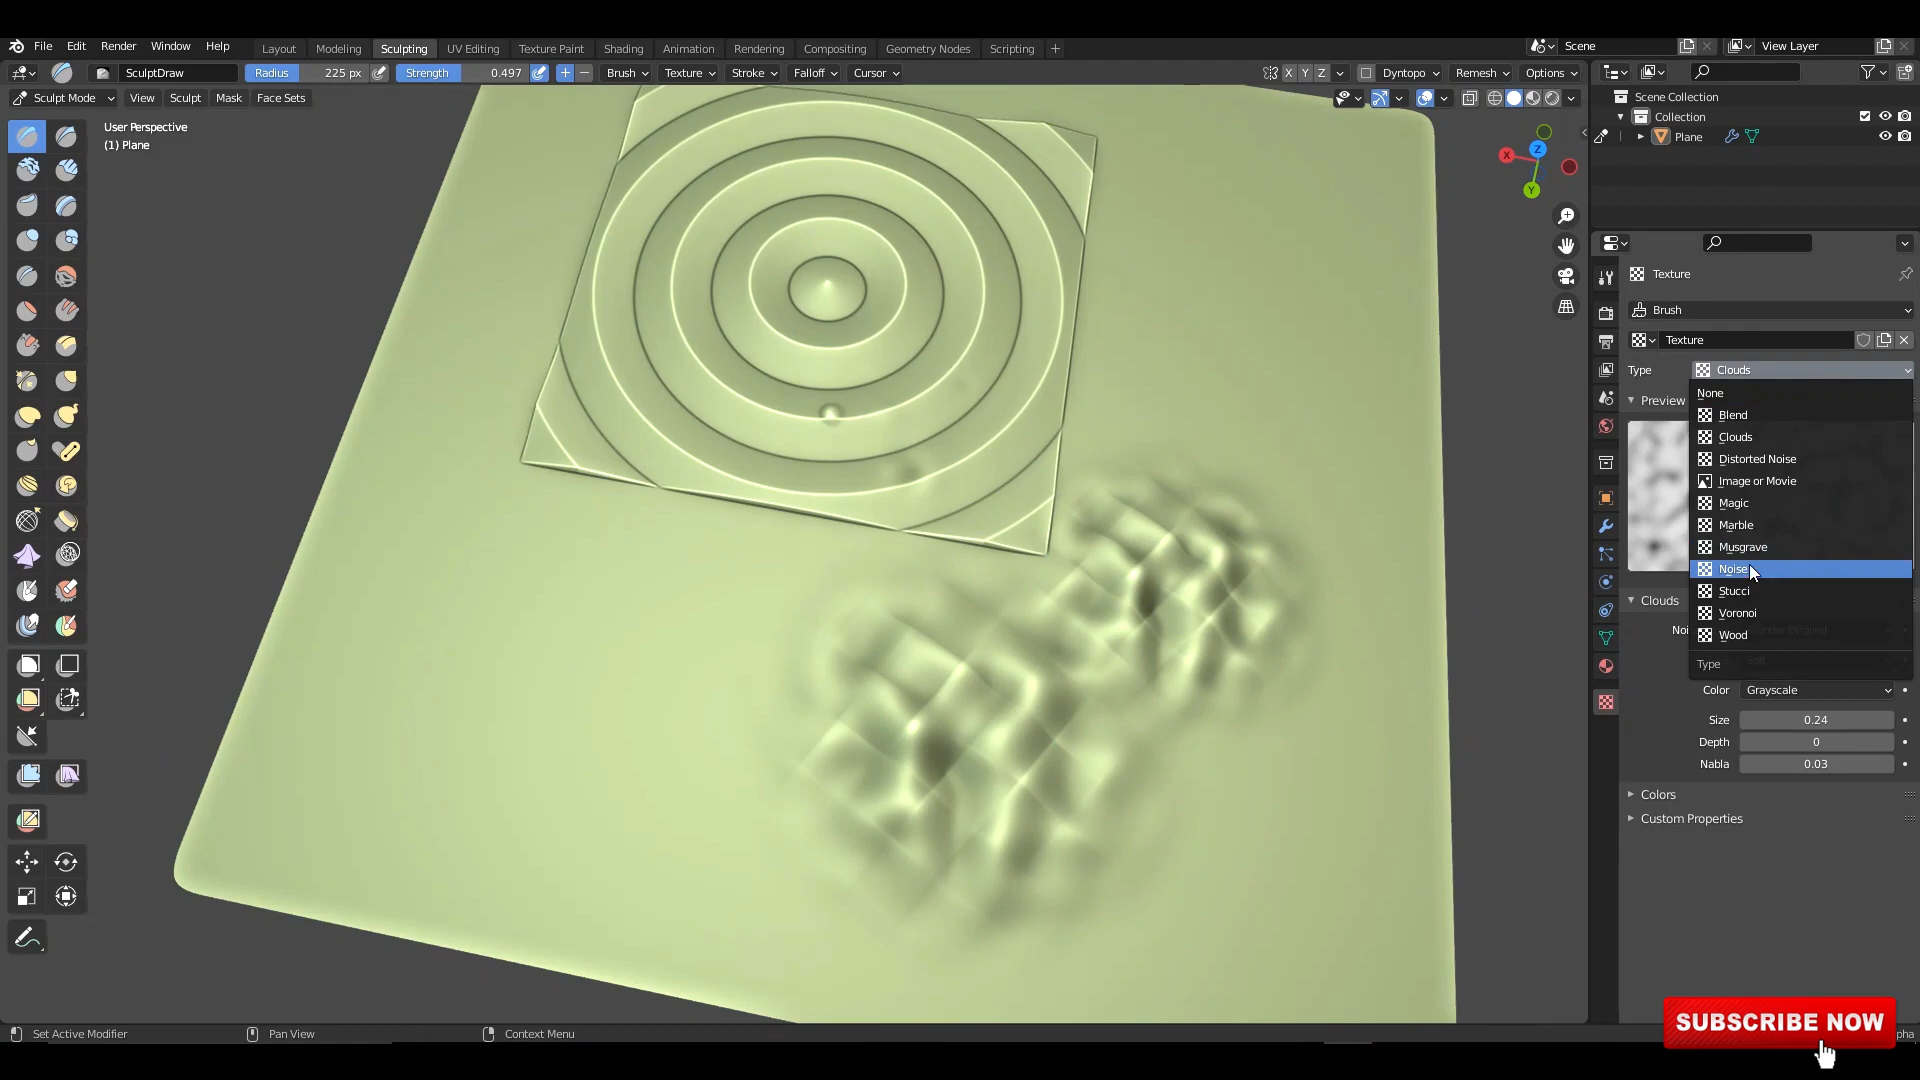 File Edit Render Window Help Layout Modeling Sculpting UV Editing Texture Paint Shading Animation Rendering Compositing Geometry Nodes Scripting + Scene View Layer
SculptDraw Radius 225 px Strength 0.497 + − Brush Texture Stroke Falloff Cursor X Y Z Dyntopo Remesh Options
Sculpt Mode View Sculpt Mask Face Sets
User Perspective
(1) Plane
X Z Y
Scene Collection
Collection
Plane
Texture
Brush
Texture
Type Clouds
Preview
None
Blend
Clouds
Distorted Noise
Image or Movie
Magic
Marble
Musgrave
Noise
Stucci
Voronoi
Wood
Type
Clouds
Noi
Split
Color Grayscale
Size 0.24
Depth 0
Nabla 0.03
Colors
Custom Properties
Set Active Modifier Pan View Context Menu
SUBSCRIBE NOW
pha